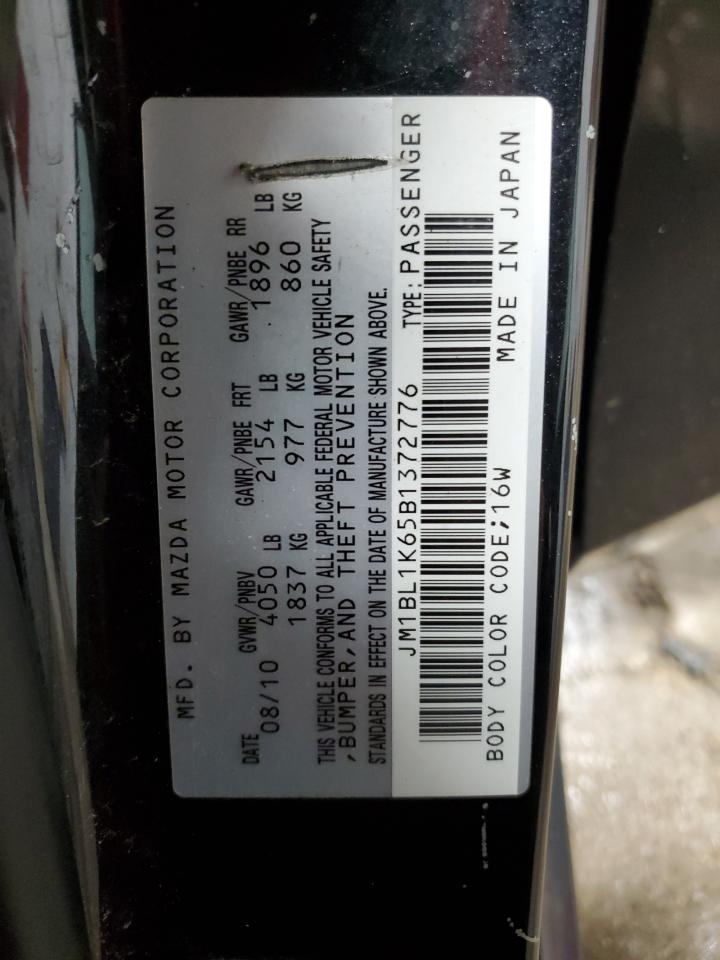 MFD. BY MAZDA MOTOR CORPORATION
DATE GVWR/PNBV GAWR/PNBE FRT GAWR/PNBE RR
08/10 4050 LB 2154 LB 1896 LB
1837 KG 977 KG 860 KG
THIS VEHICLE CONFORMS TO ALL APPLICABLE FEDERAL MOTOR VEHICLE SAFETY
,BUMPER,AND THEFT PREVENTION
STANDARDS IN EFFECT ON THE DATE OF MANUFACTURE SHOWN ABOVE.
JM1BL1K65B1372776 TYPE:PASSENGER
BODY COLOR CODE;16W MADE IN JAPAN